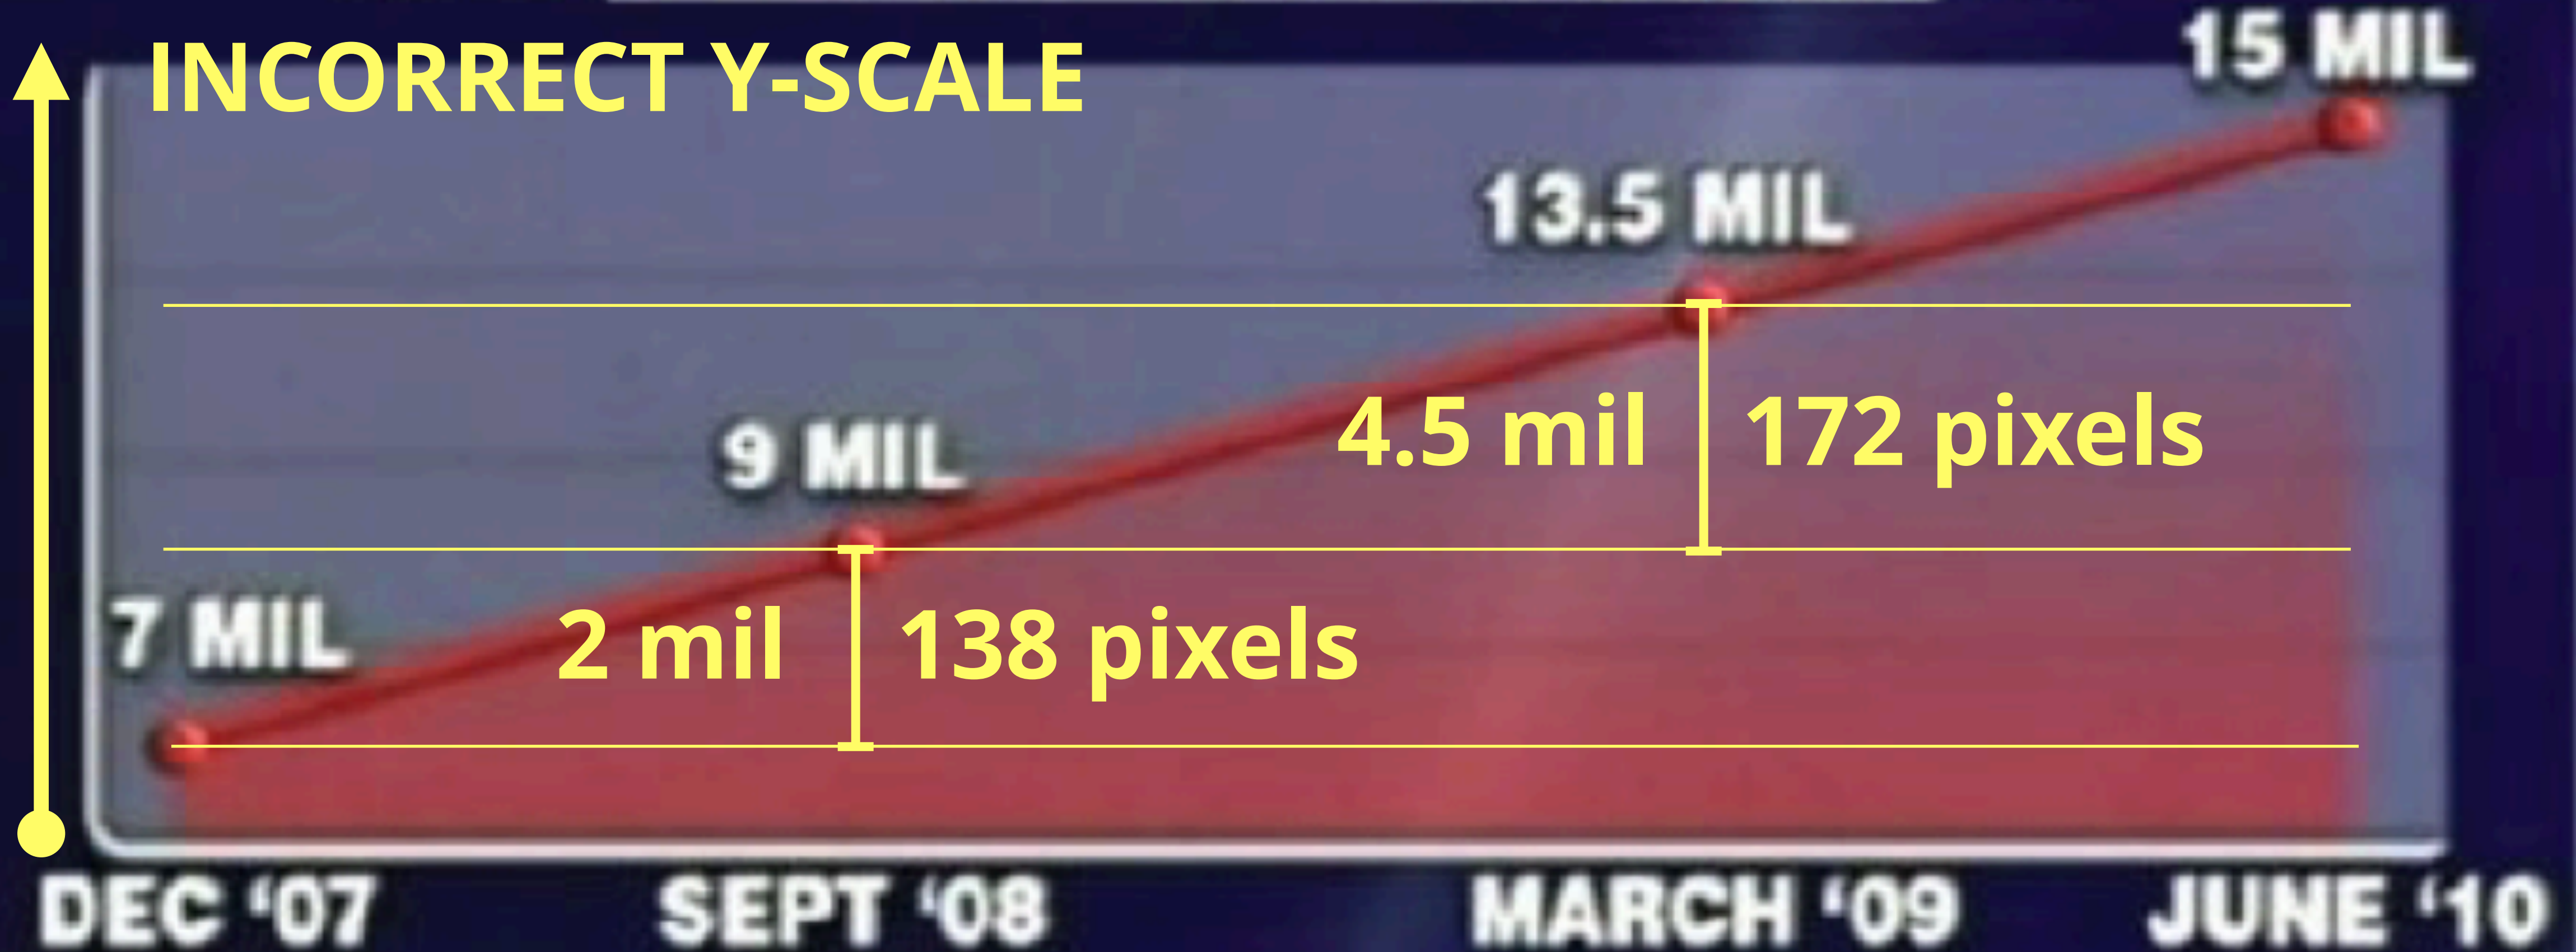 INCORRECT Y-SCALE
15 MIL
13.5 MIL
4.5 mil 172 pixels
9 MIL
7 MIL
2 mil 138 pixels
DEC ‘07 SEPT ‘08 MARCH ‘09 JUNE ‘10